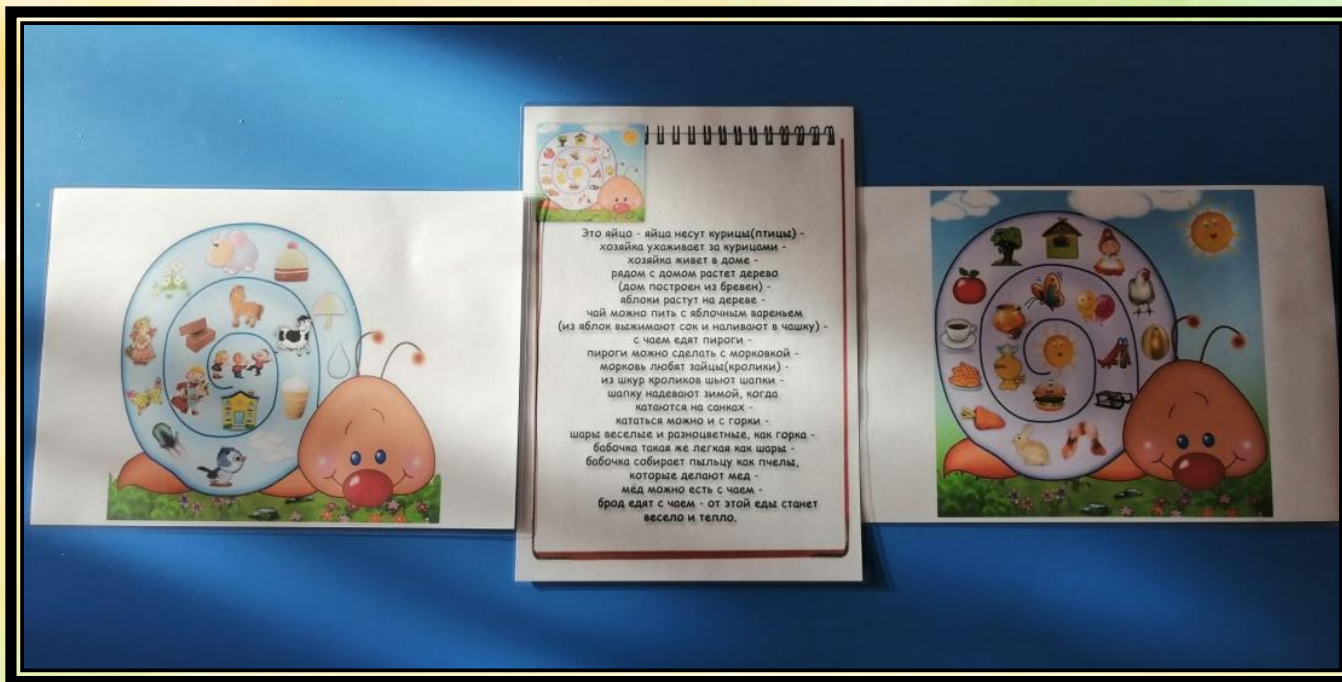 Это яйцо - яйца несут курицы(птицы) -
хозяйка ухаживает за курицами -
хозяйка живет в доме -
рядом с домом растет дерево
(дом построен из бревен) -
яблоки растут на дереве -
чай можно пить с яблочным вареньем
(из яблок выжимают сок и наливают в чашку) -
с чаем едят пироги -
пироги можно сделать с морковкой -
морковь любят зайцы(кролики) -
из шкур кроликов шьют шапки -
шапку надевают зимой, когда
катаются на санках -
кататься можно и с горки -
шары веселые и разноцветные, как горка -
бабочка такая же легкая как шары -
бабочка собирает пыльцу как пчелы,
которые делают мед -
мёд можно есть с чаем -
брод едят с чаем - от этой еды станет
весело и тепло.